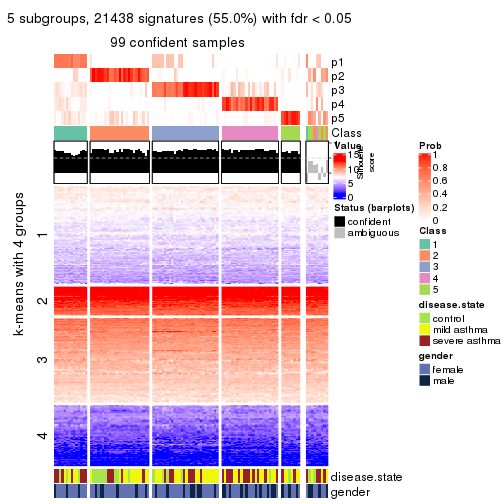 5 subgroups, 21438 signatures (55.0%) with fdr < 0.05
99 confident samples
p1
p2
p3
p4
p5
Class
k-means with 4 groups
1
2
3
4
disease.state
gender
Value
15
10
5
0
Silhouette
score
Status (barplots)
confident
ambiguous
Prob
1
0.8
0.6
0.4
0.2
0
Class
1
2
3
4
5
disease.state
control
mild asthma
severe asthma
gender
female
male